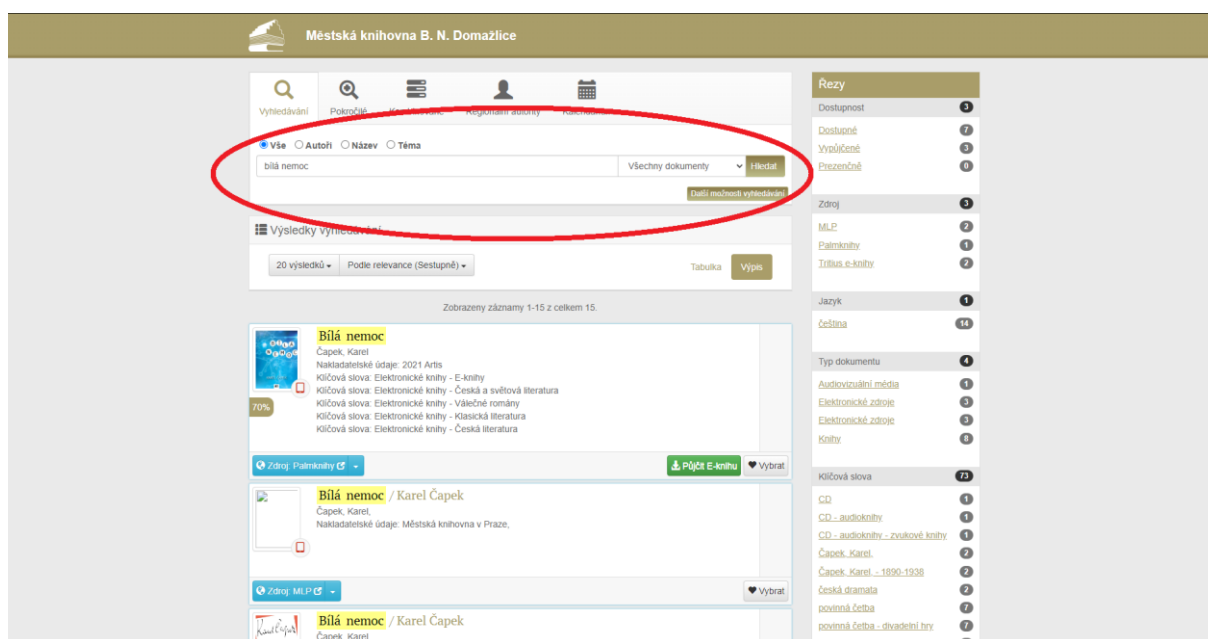 Městská knihovna B. N. Domažlice
Vyhledávání
Pokročilé
Regionální autority
Vše Autoři Název Téma
bílá nemoc
Všechny dokumenty
Hledat
Další možnosti vyhledávání
Výsledky vyhledávání
20 výsledků
Podle relevance (Sestupně)
Tabulka
Výpis
Zobrazeny záznamy 1-15 z celkem 15.
Bílá nemoc
Čapek, Karel
Nakladatelské údaje: 2021 Artis
Klíčová slova: Elektronické knihy - E-knihy
Klíčová slova: Elektronické knihy - Česká a světová literatura
Klíčová slova: Elektronické knihy - Válečné romány
Klíčová slova: Elektronické knihy - Klasická literatura
Klíčová slova: Elektronické knihy - Česká literatura
70%
Zdroj: Palmknihy
Půjčit E-knihu
Vybrat
Bílá nemoc / Karel Čapek
Čapek, Karel,
Nakladatelské údaje: Městská knihovna v Praze,
Zdroj: MLP
Vybrat
Bílá nemoc / Karel Čapek
Čapek, Karel
Řezy
Dostupnost 3
Dostupné 7
Vypůjčené 3
Prezenčně 0
Zdroj 3
MLP 2
Palmknihy 1
Tritius e-knihy 2
Jazyk 1
čeština 14
Typ dokumentu 4
Audiovizuální média 1
Elektronické zdroje 3
Elektronické zdroje 3
Knihy 8
Klíčová slova 73
CD 1
CD - audioknihy 1
CD - audioknihy - zvukové knihy 1
Čapek, Karel, 2
Čapek, Karel, - 1890-1938 2
česká dramata 2
povinná četba 7
povinná četba - divadelní hry 7